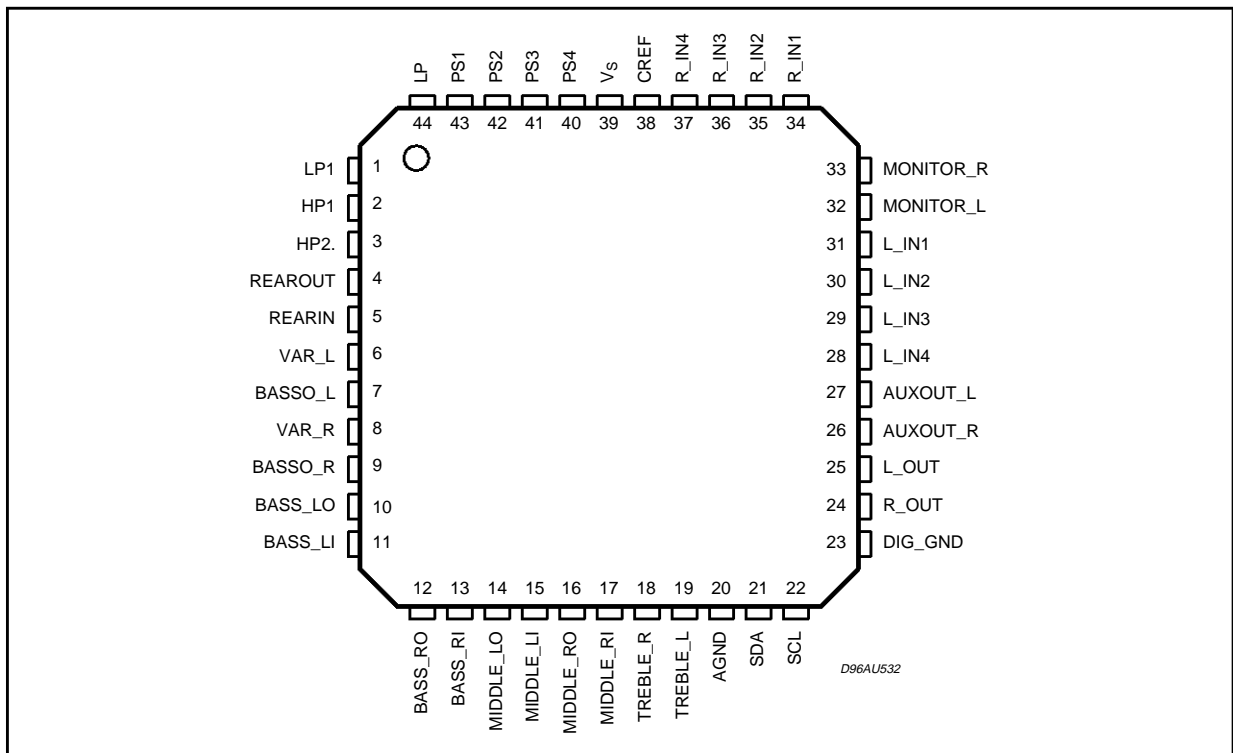 LP PS1 PS2 PS3 PS4 VS CREF R_IN4 R_IN3 R_IN2 R_IN1
44 43 42 41 40 39 38 37 36 35 34
LP1 1 33 MONITOR_R
HP1 2 32 MONITOR_L
HP2. 3 31 L_IN1
REAROUT 4 30 L_IN2
REARIN 5 29 L_IN3
VAR_L 6 28 L_IN4
BASSO_L 7 27 AUXOUT_L
VAR_R 8 26 AUXOUT_R
BASSO_R 9 25 L_OUT
BASS_LO 10 24 R_OUT
BASS_LI 11 23 DIG_GND
12 13 14 15 16 17 18 19 20 21 22
BASS_RO BASS_RI MIDDLE_LO MIDDLE_LI MIDDLE_RO MIDDLE_RI TREBLE_R TREBLE_L AGND SDA SCL
D96AU532